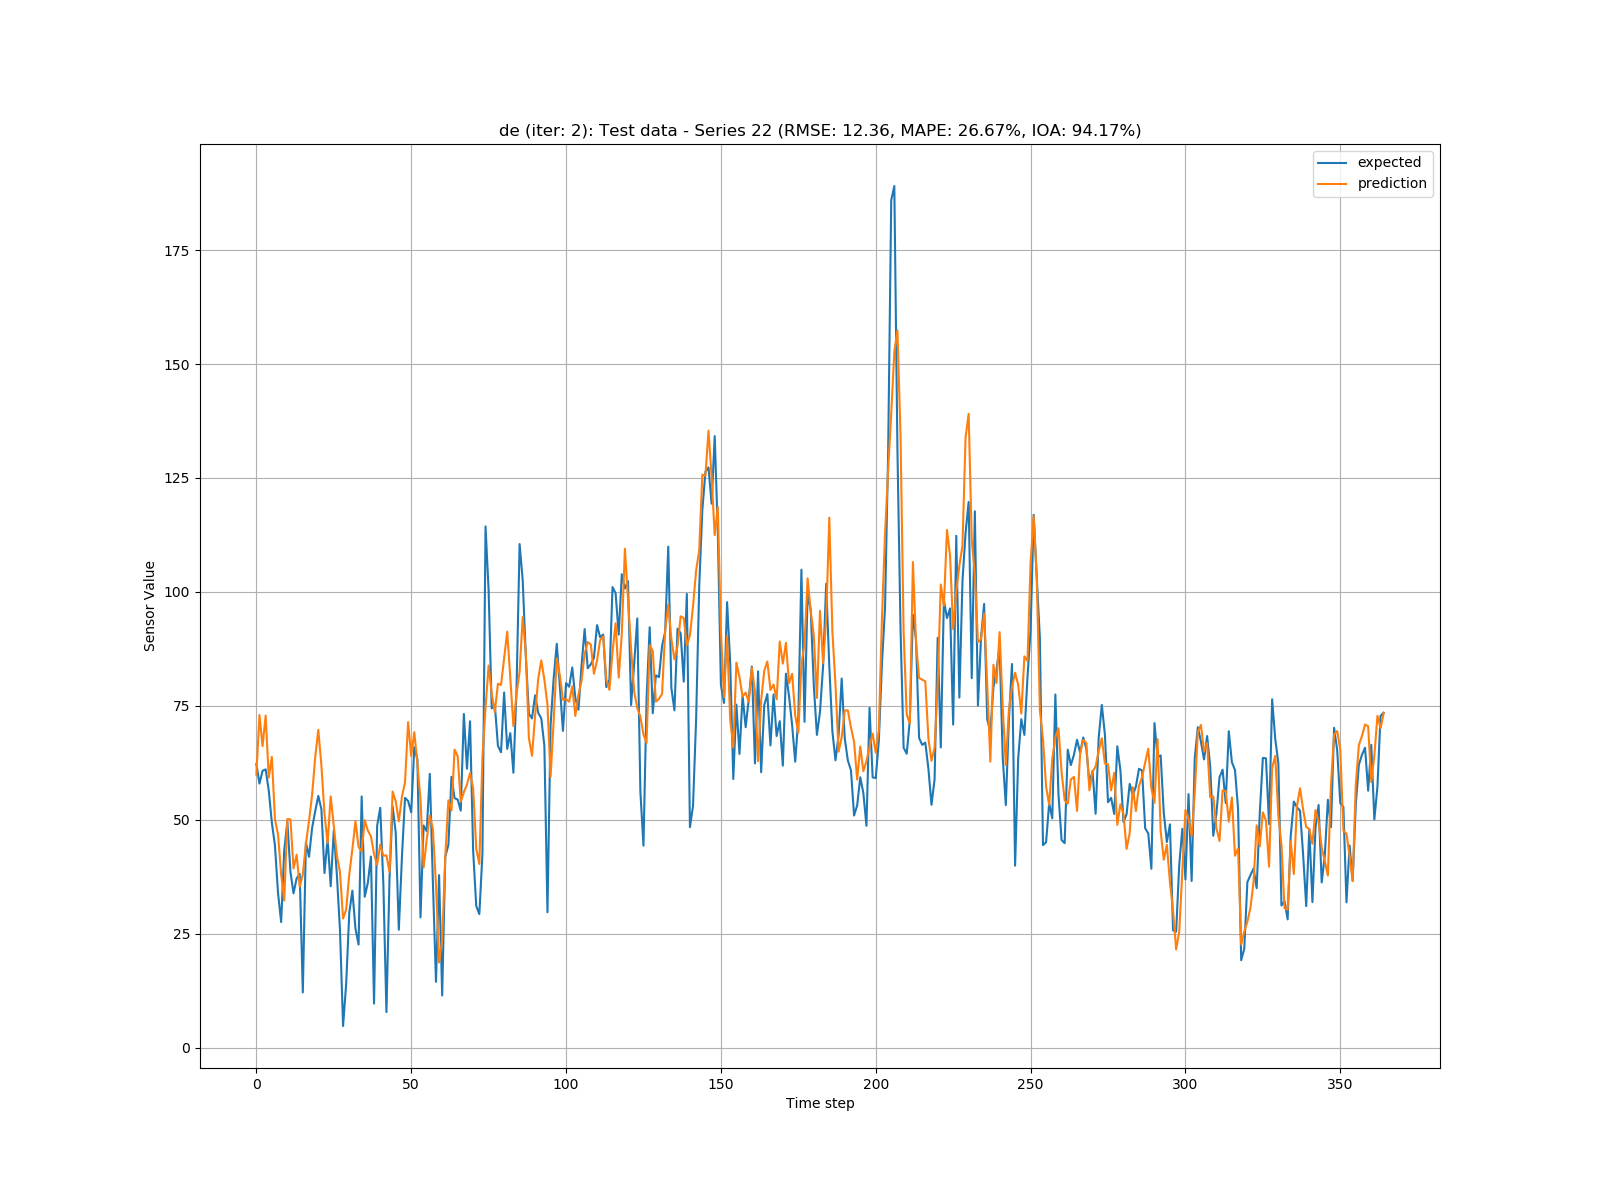 de (iter: 2): Test data - Series 22 (RMSE: 12.36, MAPE: 26.67%, IOA: 94.17%)
expected
prediction
175
150
125
100
75
50
25
0
Sensor Value
0 50 100 150 200 250 300 350
Time step